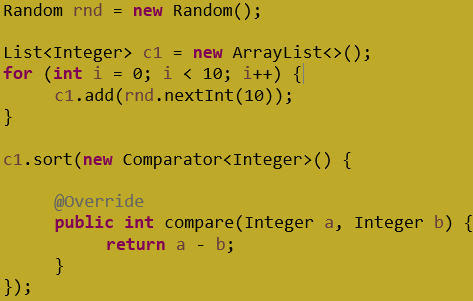 Random rnd = new Random();

List<Integer> c1 = new ArrayList<>();
for (int i = 0; i < 10; i++) {
     c1.add(rnd.nextInt(10));
}

c1.sort(new Comparator<Integer>() {

     @Override
     public int compare(Integer a, Integer b) {
          return a - b;
     }
});